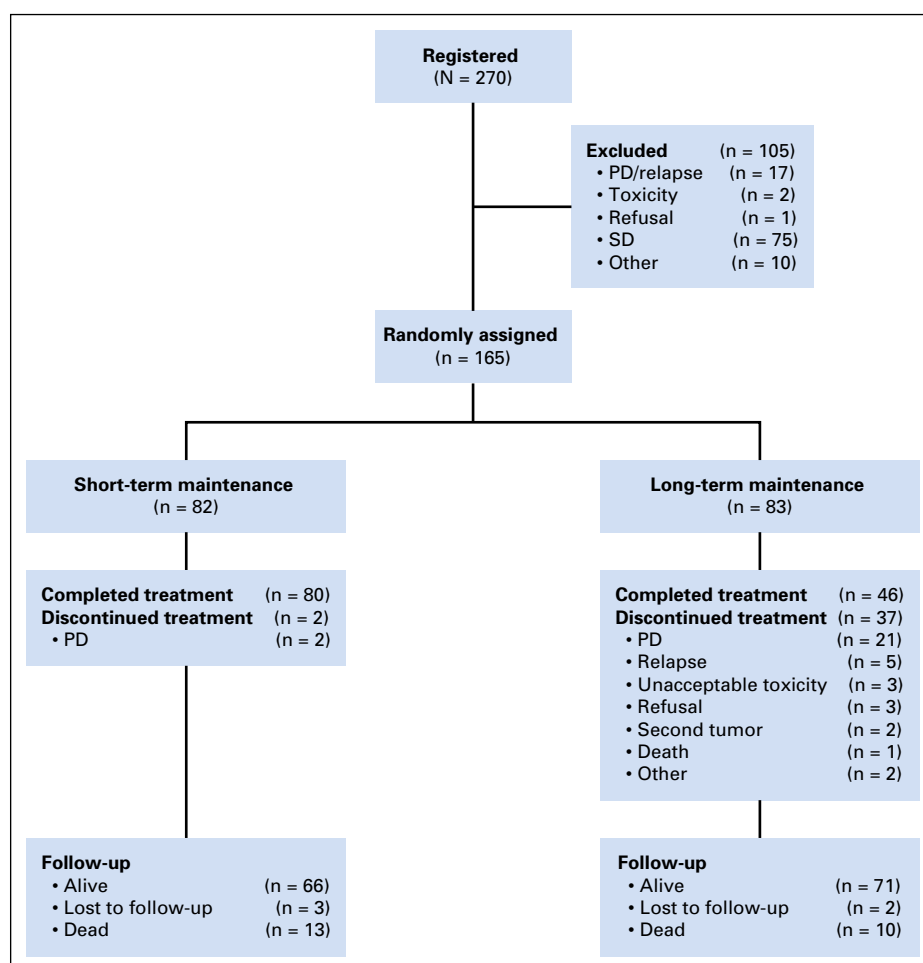 Registered
(N = 270)
Excluded (n = 105)
• PD/relapse (n = 17)
• Toxicity (n = 2)
• Refusal (n = 1)
• SD (n = 75)
• Other (n = 10)
Randomly assigned
(n = 165)
Short-term maintenance
(n = 82)
Long-term maintenance
(n = 83)
Completed treatment (n = 80)
Discontinued treatment (n = 2)
• PD (n = 2)
Completed treatment (n = 46)
Discontinued treatment (n = 37)
• PD (n = 21)
• Relapse (n = 5)
• Unacceptable toxicity (n = 3)
• Refusal (n = 3)
• Second tumor (n = 2)
• Death (n = 1)
• Other (n = 2)
Follow-up
• Alive (n = 66)
• Lost to follow-up (n = 3)
• Dead (n = 13)
Follow-up
• Alive (n = 71)
• Lost to follow-up (n = 2)
• Dead (n = 10)